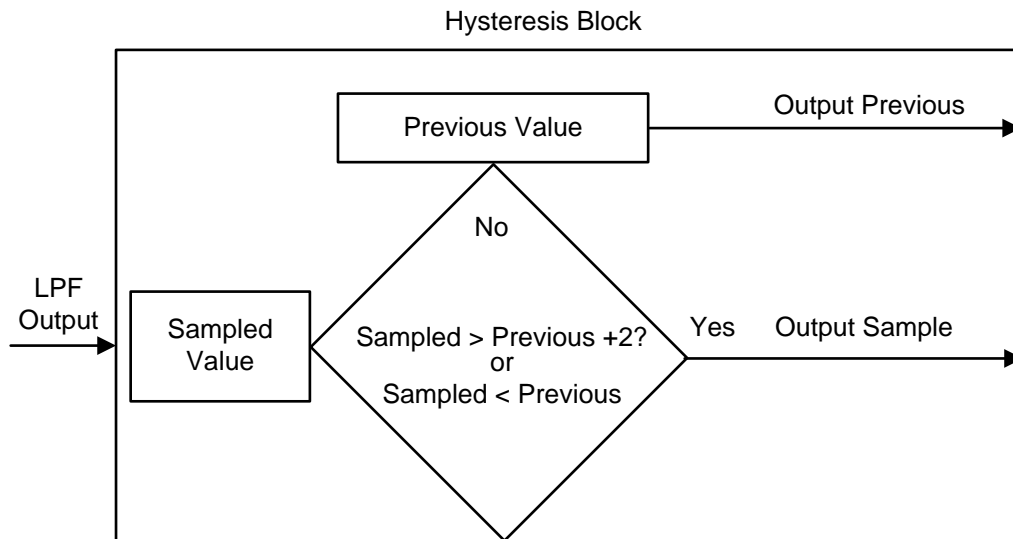 Hysteresis Block
Previous Value
Output Previous
No
LPF
Output
Sampled
Value
Sampled > Previous +2?
or
Sampled < Previous
Yes
Output Sample